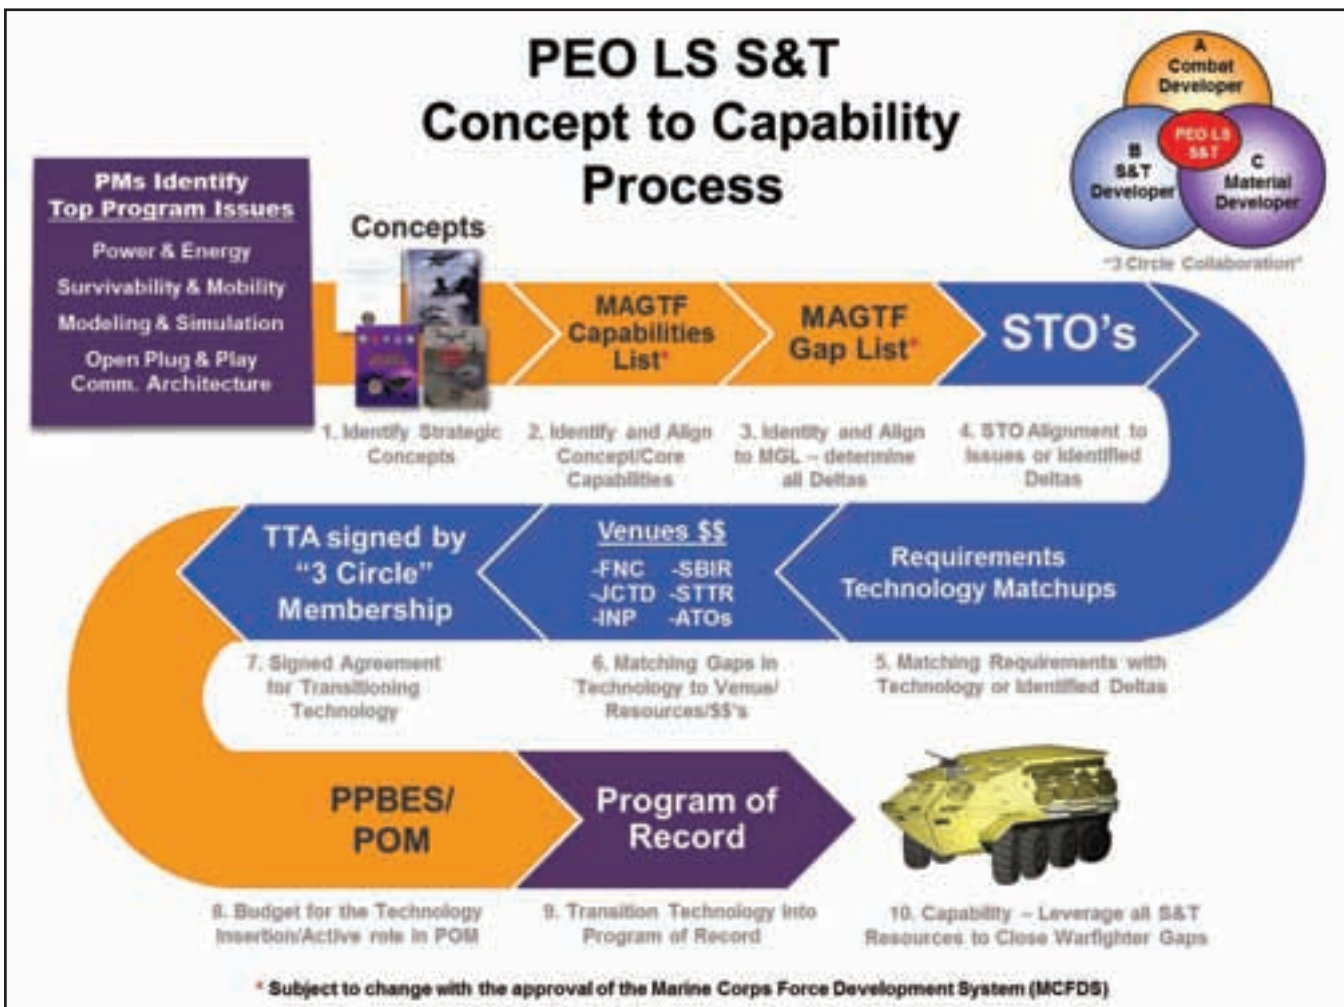 PEO LS S&T
Concept to Capability
Process
A
Combat
Developer
PEO LS
S&T
B
S&T
Developer
C
Material
Developer
"3 Circle Collaboration"
PMs Identify
Top Program Issues
Power & Energy
Survivability & Mobility
Modeling & Simulation
Open Plug & Play
Comm. Architecture
Concepts
MAGTF
Capabilities
List*
MAGTF
Gap List*
STO's
1. Identify Strategic
Concepts
2. Identify and Align
Concept/Core
Capabilities
3. Identity and Align
to MGL – determine
all Deltas
4. STO Alignment to
Issues or Identified
Deltas
TTA signed by
"3 Circle"
Membership
Venues $$
-FNC -SBIR
-JCTD -STTR
-INP -ATOs
Requirements
Technology Matchups
7. Signed Agreement
for Transitioning
Technology
6. Matching Gaps in
Technology to Venue/
Resources/$$'s
5. Matching Requirements with
Technology or Identified Deltas
PPBES/
POM
Program of
Record
8. Budget for the Technology
Insertion/Active role in POM
9. Transition Technology into
Program of Record
10. Capability – Leverage all S&T
Resources to Close Warfighter Gaps
* Subject to change with the approval of the Marine Corps Force Development System (MCFDS)